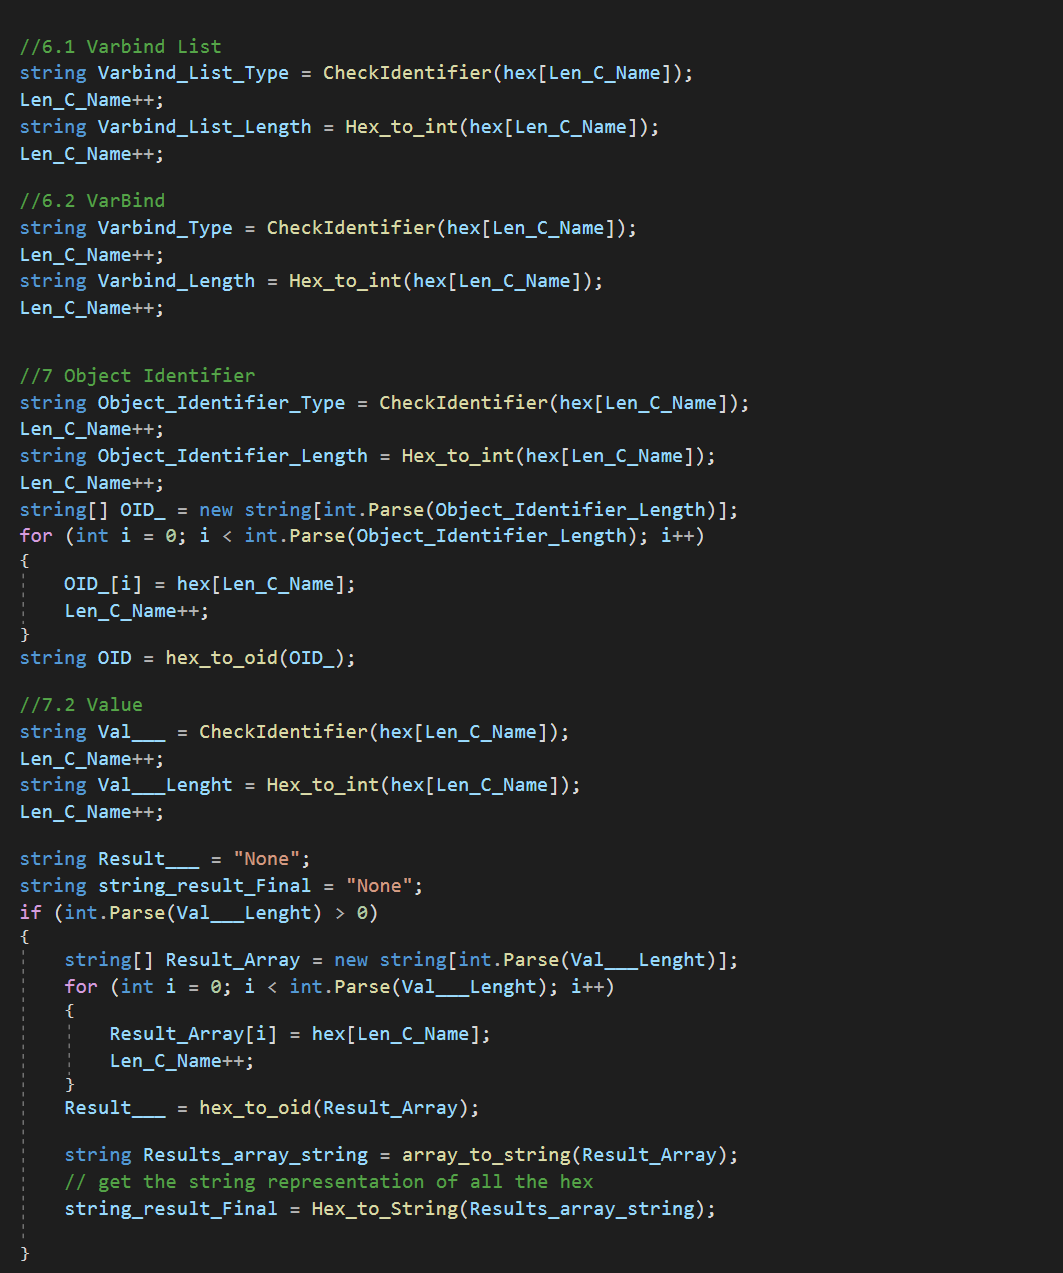 //6.1 Varbind List
string Varbind_List_Type = CheckIdentifier(hex[Len_C_Name]);
Len_C_Name++;
string Varbind_List_Length = Hex_to_int(hex[Len_C_Name]);
Len_C_Name++;
//6.2 VarBind
string Varbind_Type = CheckIdentifier(hex[Len_C_Name]);
Len_C_Name++;
string Varbind_Length = Hex_to_int(hex[Len_C_Name]);
Len_C_Name++;
//7 Object Identifier
string Object_Identifier_Type = CheckIdentifier(hex[Len_C_Name]);
Len_C_Name++;
string Object_Identifier_Length = Hex_to_int(hex[Len_C_Name]);
Len_C_Name++;
string[] OID_ = new string[int.Parse(Object_Identifier_Length)];
for (int i = 0; i < int.Parse(Object_Identifier_Length); i++)
{
    OID_[i] = hex[Len_C_Name];
    Len_C_Name++;
}
string OID = hex_to_oid(OID_);
//7.2 Value
string Val___ = CheckIdentifier(hex[Len_C_Name]);
Len_C_Name++;
string Val___Lenght = Hex_to_int(hex[Len_C_Name]);
Len_C_Name++;
string Result___ = "None";
string string_result_Final = "None";
if (int.Parse(Val___Lenght) > 0)
{
    string[] Result_Array = new string[int.Parse(Val___Lenght)];
    for (int i = 0; i < int.Parse(Val___Lenght); i++)
    {
        Result_Array[i] = hex[Len_C_Name];
        Len_C_Name++;
    }
    Result___ = hex_to_oid(Result_Array);
    string Results_array_string = array_to_string(Result_Array);
    // get the string representation of all the hex
    string_result_Final = Hex_to_String(Results_array_string);
}